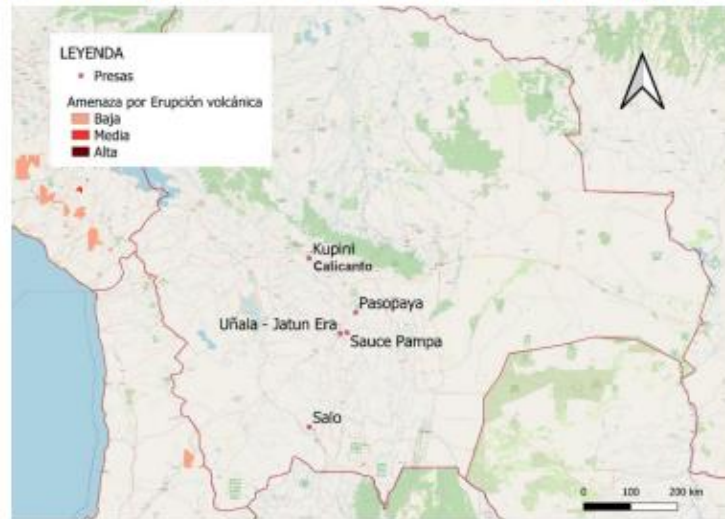 LEYENDA
Presas
Amenaza por Erupción volcánica
Baja
Media
Alta
Kupini
Calicanto
Pasopaya
Uñala - Jatun Era
Sauce Pampa
Salo
0 100 200 km